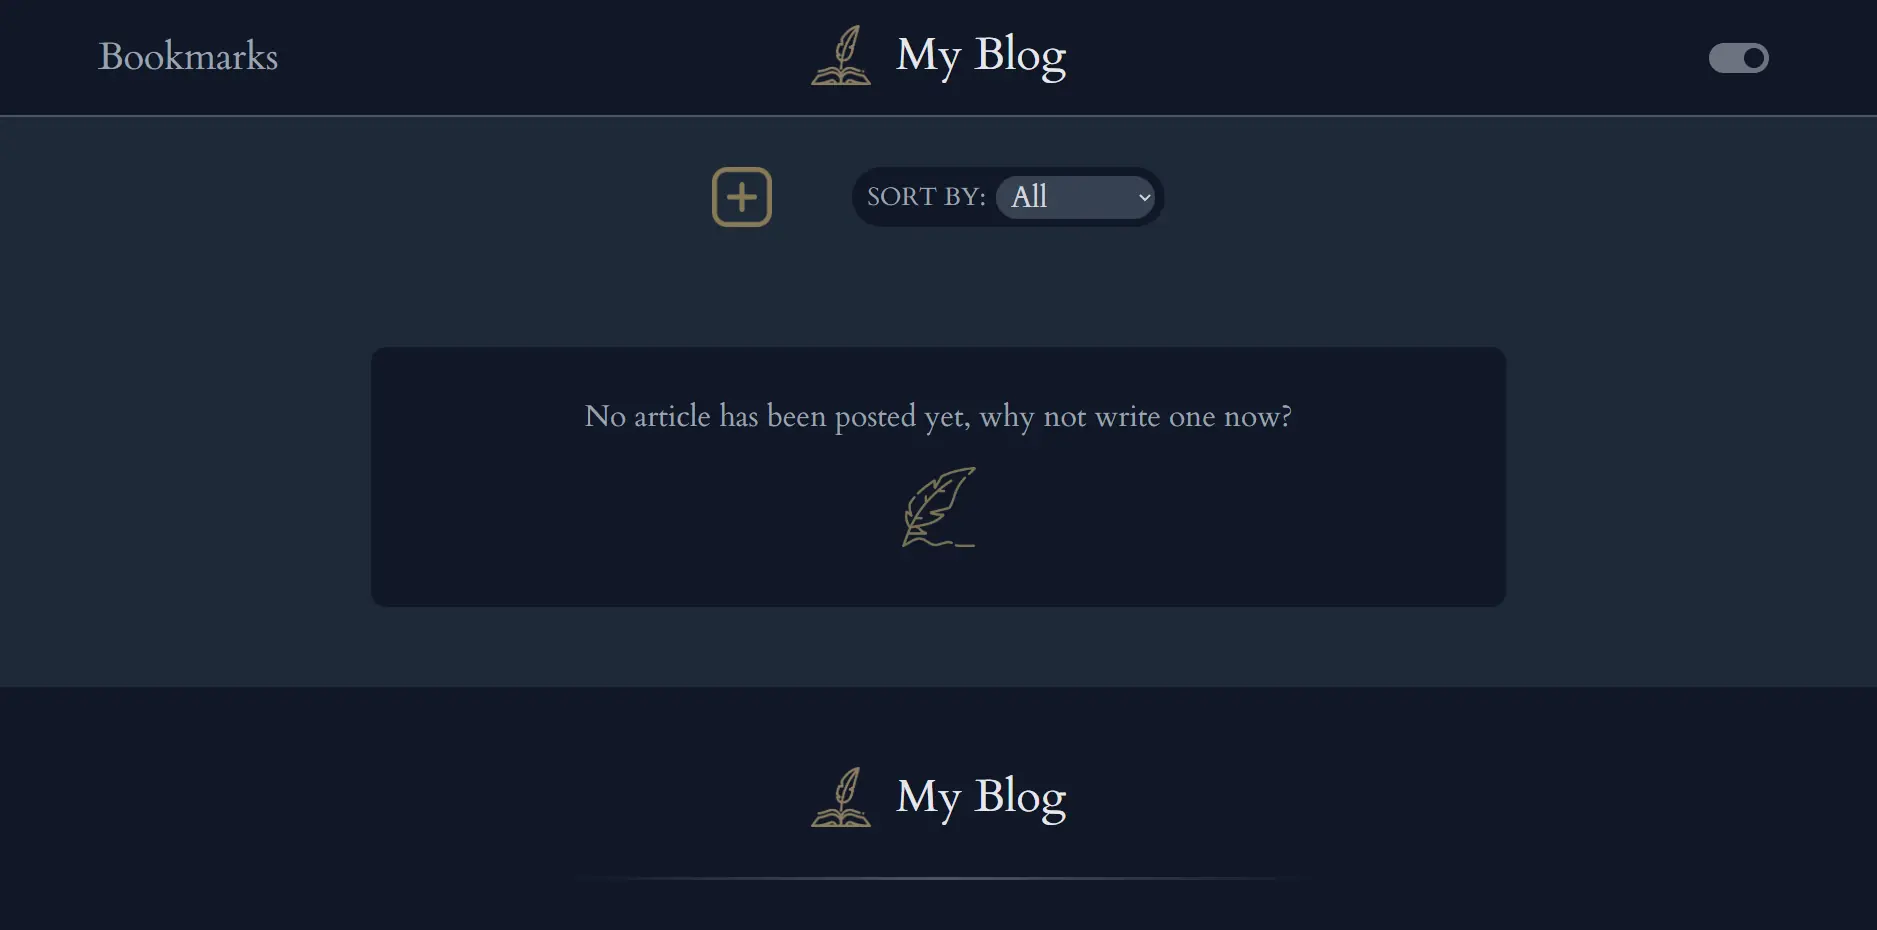 Bookmarks
My Blog
SORT BY: All
No article has been posted yet, why not write one now?
My Blog